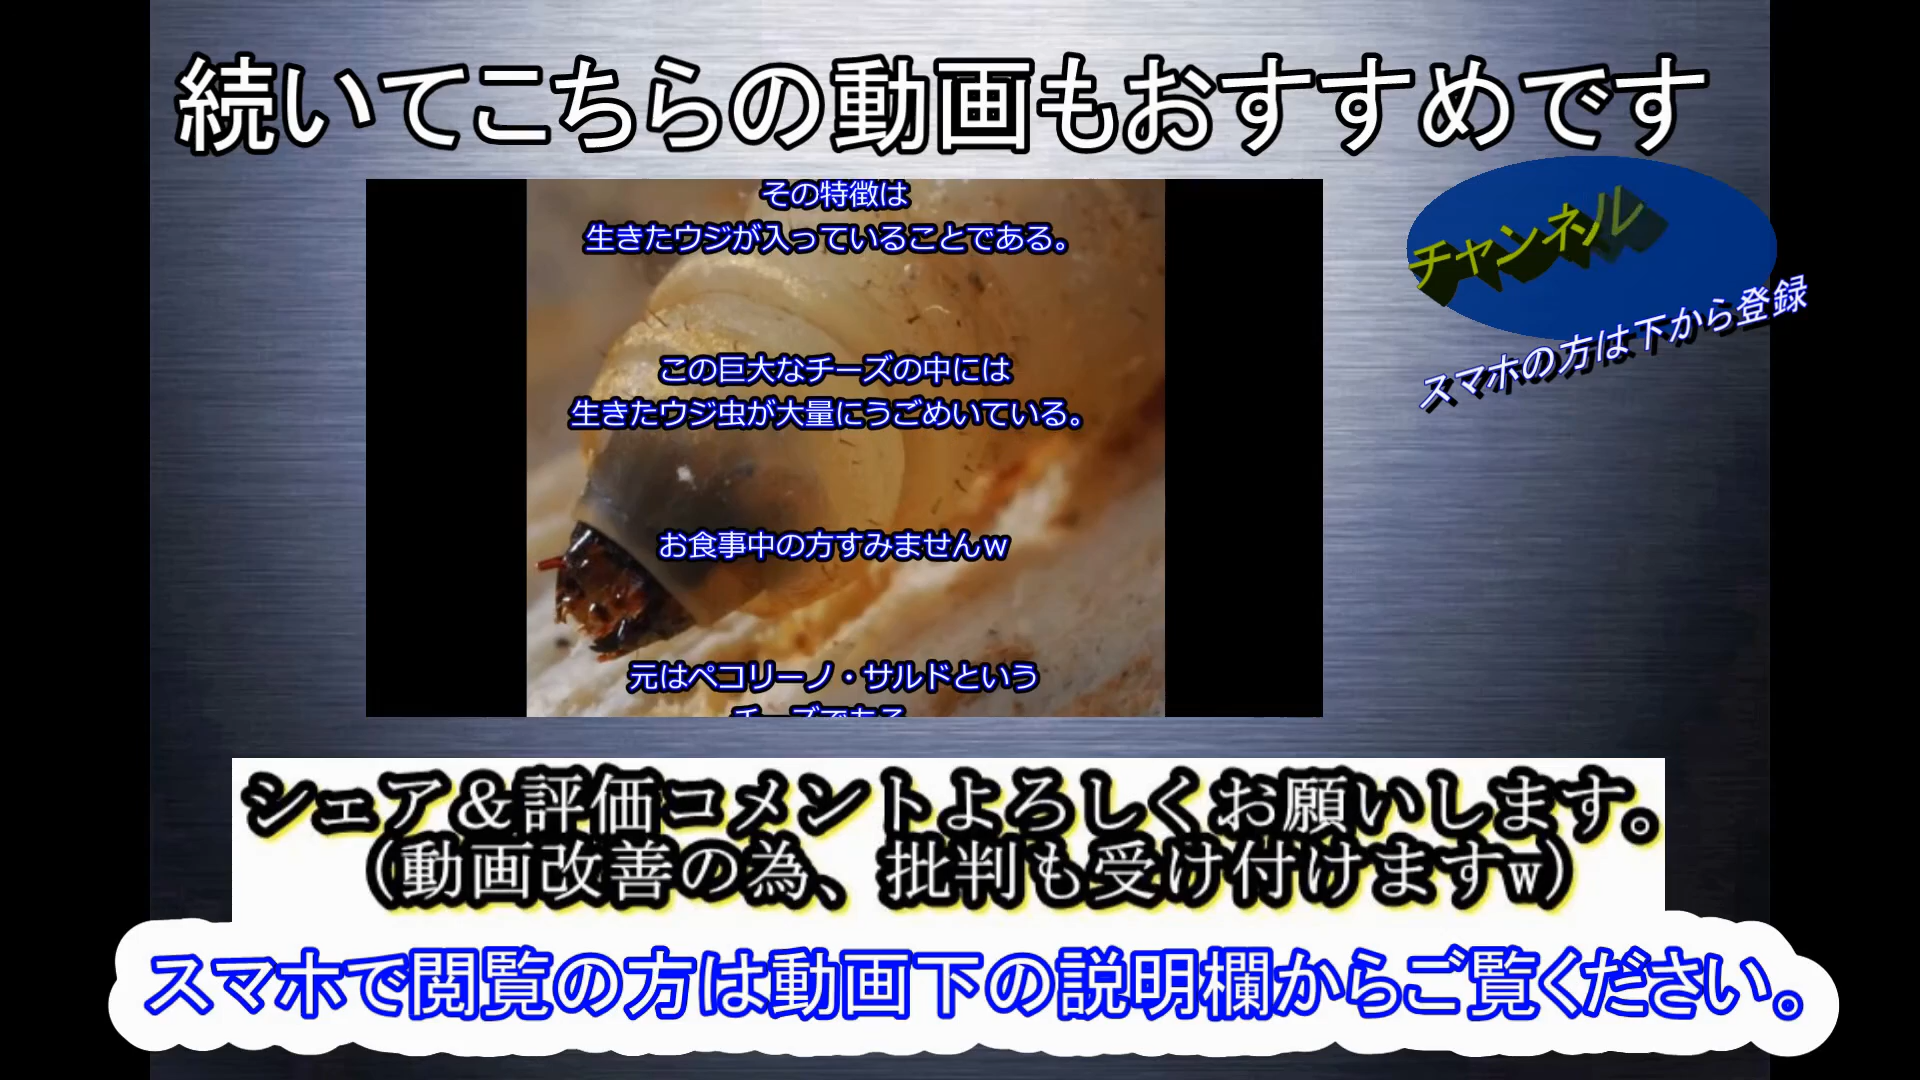 続いてこちらの動画もおすすめです
その特徴は
生きたウジが入っていることである。
チャンネル
スマホの方は下から登録
この巨大なチーズの中には
生きたウジ虫が大量にうごめいている。
お食事中の方すみませんw
元はペコリーノ・サルドという
チーズである
シェア＆評価コメントよろしくお願いします。
（動画改善の為、批判も受け付けますw）
スマホで閲覧の方は動画下の説明欄からご覧ください。